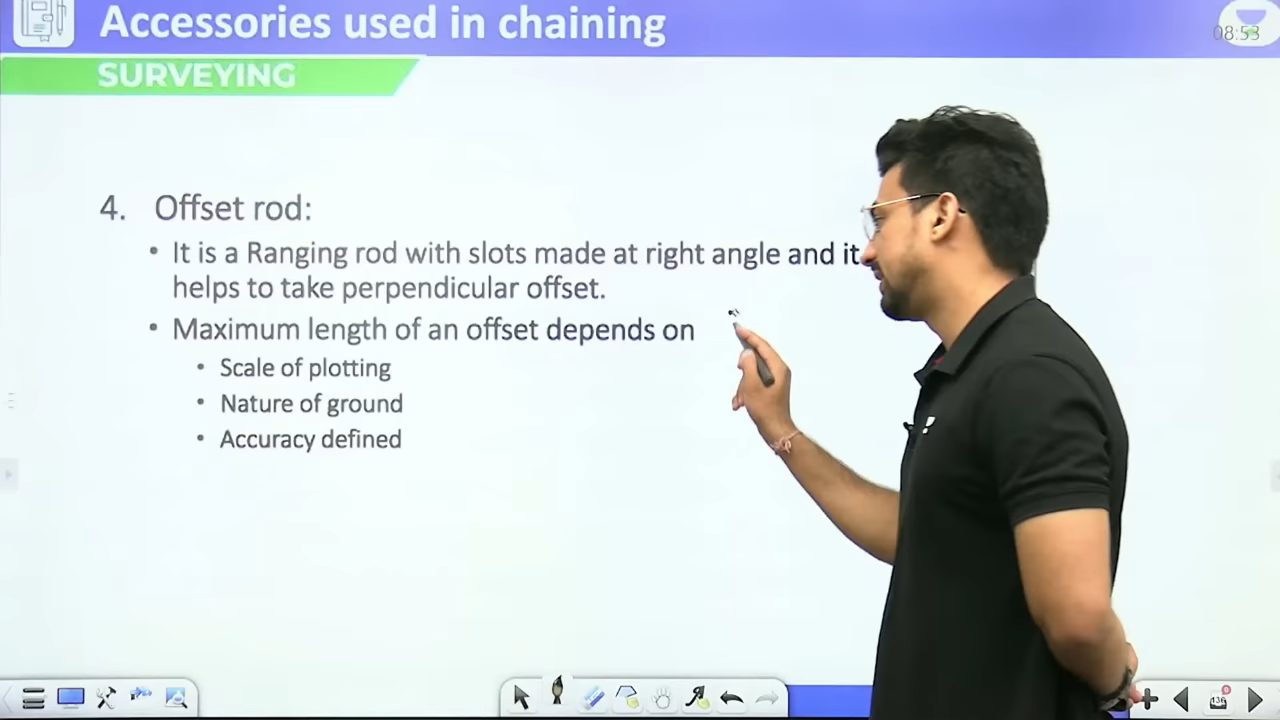 Accessories used in chaining
08:53
SURVEYING
4. Offset rod:
• It is a Ranging rod with slots made at right angle and it
helps to take perpendicular offset.
• Maximum length of an offset depends on
• Scale of plotting
• Nature of ground
• Accuracy defined
136